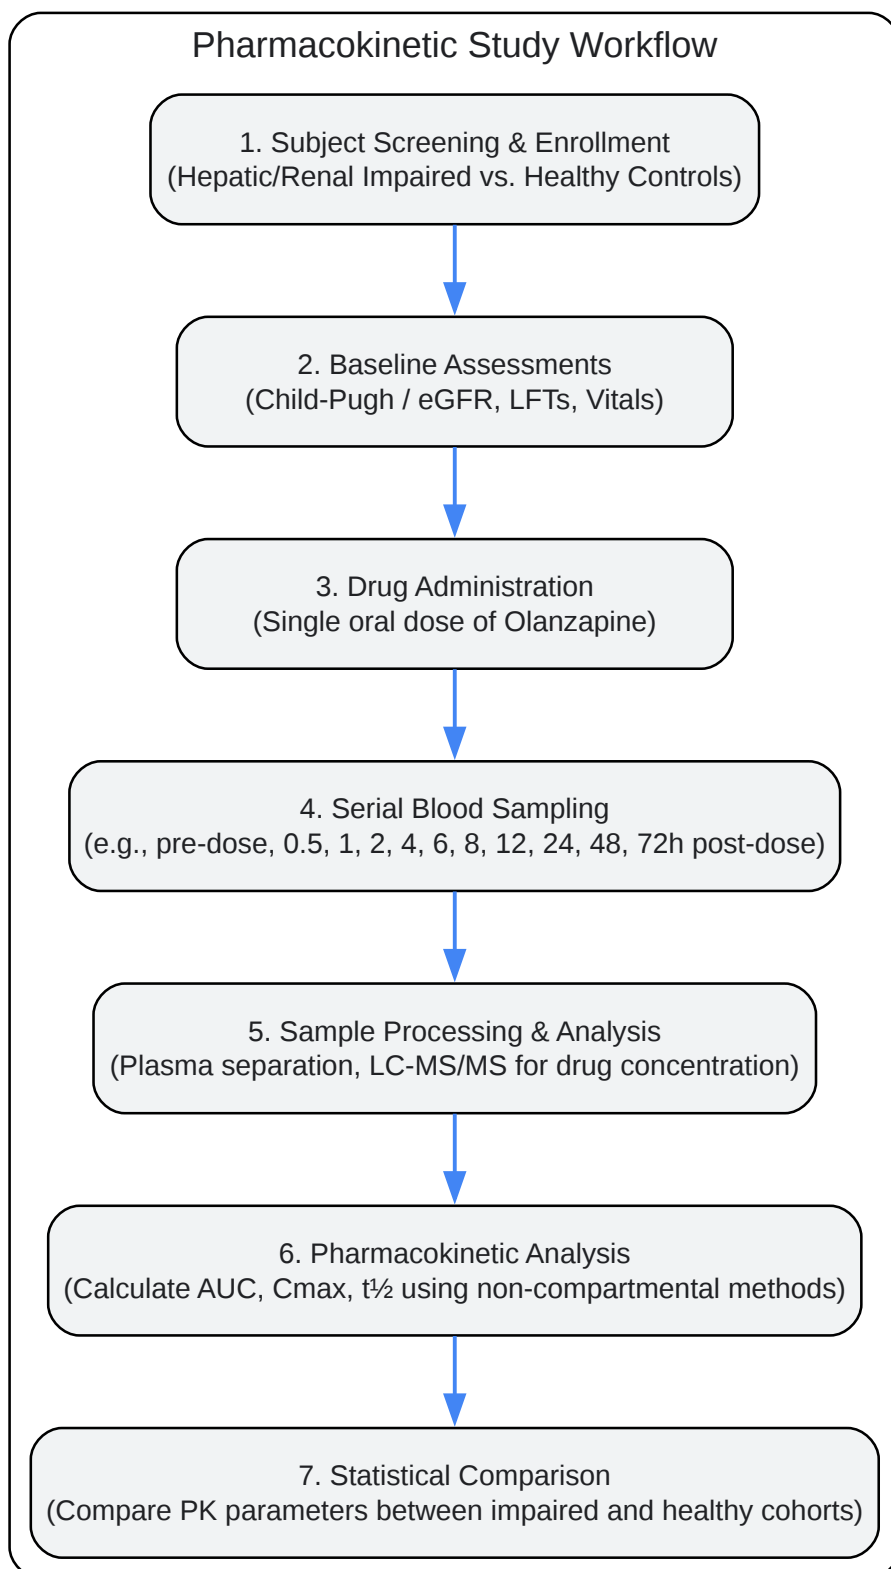 Pharmacokinetic Study Workflow
1. Subject Screening & Enrollment
(Hepatic/Renal Impaired vs. Healthy Controls)
2. Baseline Assessments
(Child-Pugh / eGFR, LFTs, Vitals)
3. Drug Administration
(Single oral dose of Olanzapine)
4. Serial Blood Sampling
(e.g., pre-dose, 0.5, 1, 2, 4, 6, 8, 12, 24, 48, 72h post-dose)
5. Sample Processing & Analysis
(Plasma separation, LC-MS/MS for drug concentration)
6. Pharmacokinetic Analysis
(Calculate AUC, Cmax, t½ using non-compartmental methods)
7. Statistical Comparison
(Compare PK parameters between impaired and healthy cohorts)